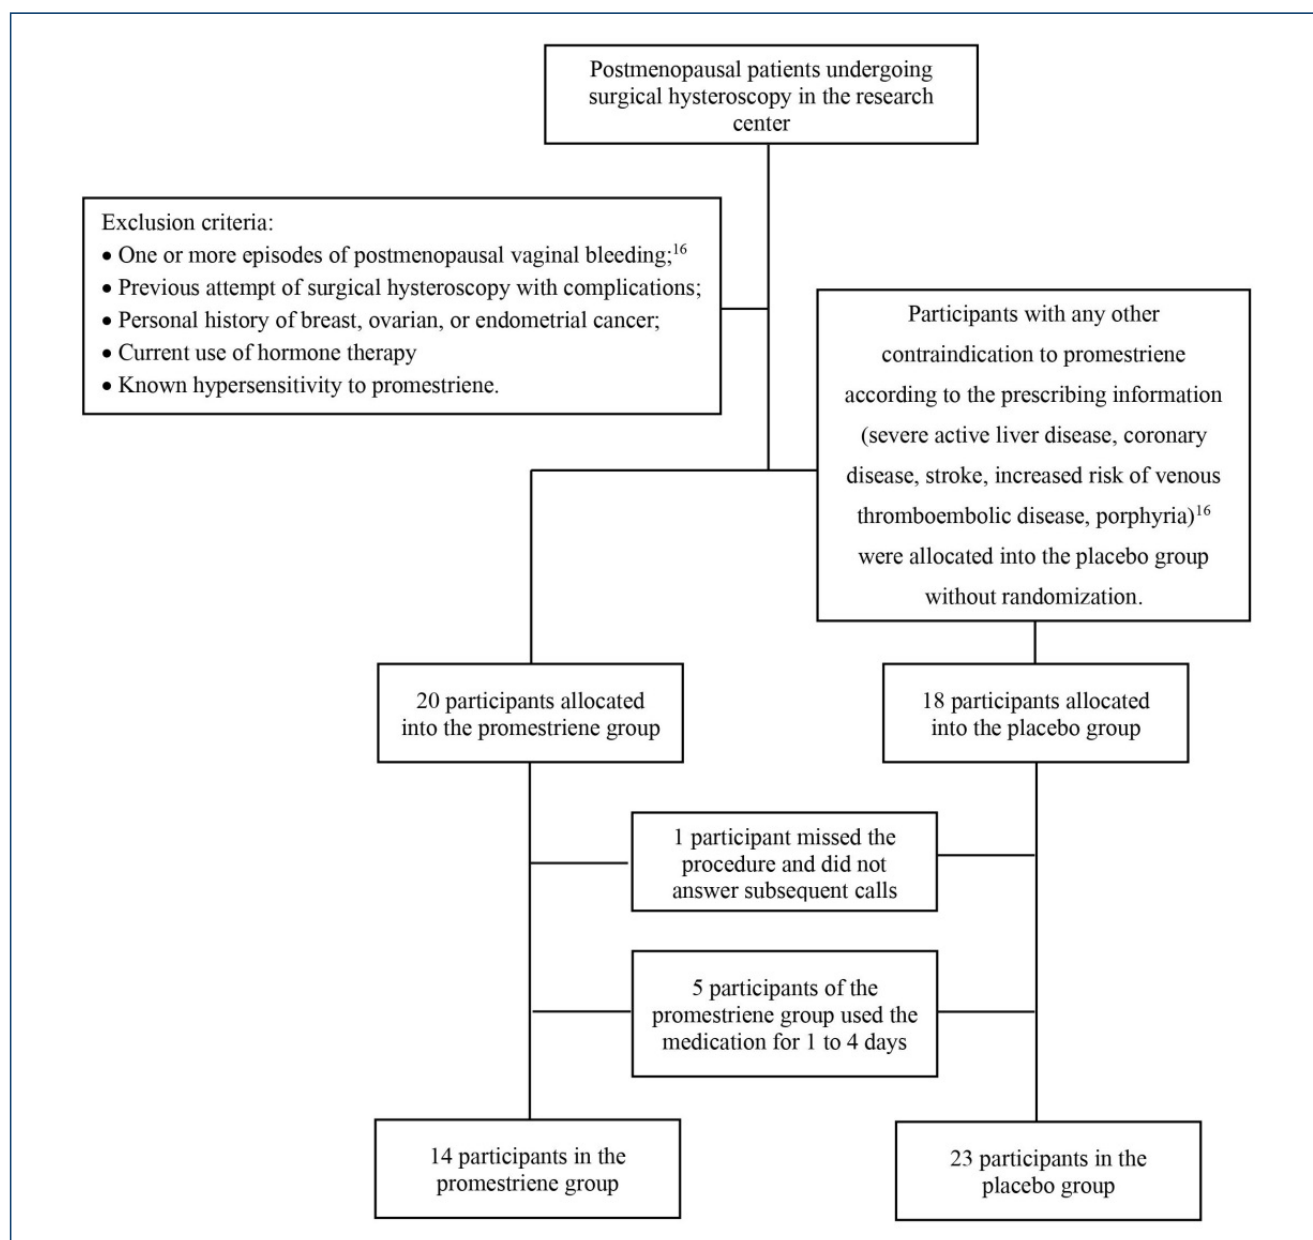 Postmenopausal patients undergoing
surgical hysteroscopy in the research
center
Exclusion criteria:
• One or more episodes of postmenopausal vaginal bleeding;16
• Previous attempt of surgical hysteroscopy with complications;
• Personal history of breast, ovarian, or endometrial cancer;
• Current use of hormone therapy
• Known hypersensitivity to promestriene.
Participants with any other
contraindication to promestriene
according to the prescribing information
(severe active liver disease, coronary
disease, stroke, increased risk of venous
thromboembolic disease, porphyria)16
were allocated into the placebo group
without randomization.
20 participants allocated
into the promestriene group
18 participants allocated
into the placebo group
1 participant missed the
procedure and did not
answer subsequent calls
5 participants of the
promestriene group used the
medication for 1 to 4 days
14 participants in the
promestriene group
23 participants in the
placebo group